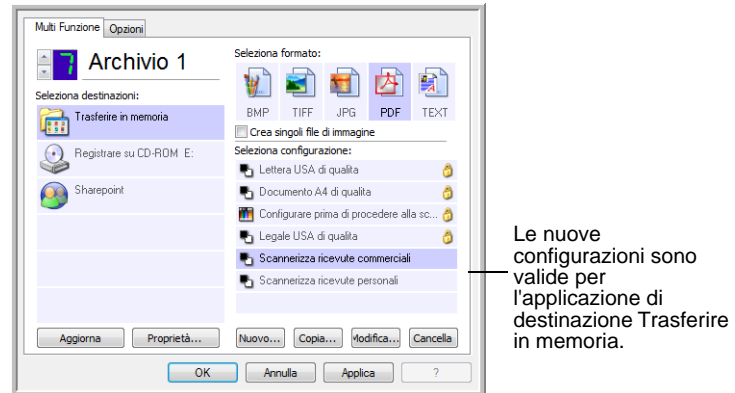 Multi Funzione
Opzioni
7
Archivio 1
Seleziona destinazioni:
Trasferire in memoria
Registrare su CD-ROM E:
Sharepoint
Aggiorna
Proprietà...
Seleziona formato:
BMP
TIFF
JPG
PDF
TEXT
Crea singoli file di immagine
Seleziona configurazione:
Lettera USA di qualita
Documento A4 di qualita
Configurare prima di procedere alla sc...
Legale USA di qualita
Scannerizza ricevute commerciali
Scannerizza ricevute personali
Nuovo...
Copia...
Modifica...
Cancella
OK
Annulla
Applica
?
Le nuove
configurazioni sono
valide per
l'applicazione di
destinazione Trasferire
in memoria.